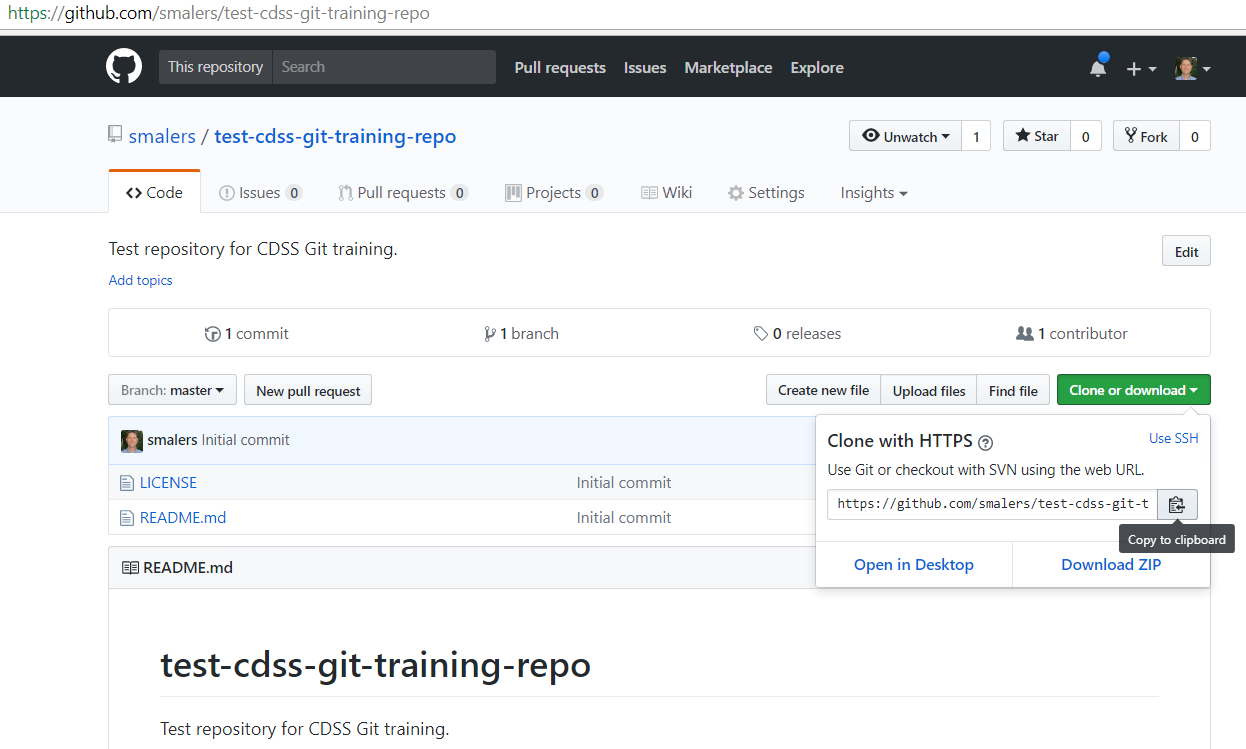 https://github.com/smalers/test-cdss-git-training-repo
This repository Search Pull requests Issues Marketplace Explore
smalers / test-cdss-git-training-repo Unwatch 1 Star 0 Fork 0
Code Issues 0 Pull requests 0 Projects 0 Wiki Settings Insights
Test repository for CDSS Git training. Edit
Add topics
1 commit 1 branch 0 releases 1 contributor
Branch: master New pull request Create new file Upload files Find file Clone or download
smalers Initial commit
LICENSE Initial commit
README.md Initial commit
Clone with HTTPS ? Use SSH
Use Git or checkout with SVN using the web URL.
https://github.com/smalers/test-cdss-git-t
Copy to clipboard
Open in Desktop Download ZIP
README.md
test-cdss-git-training-repo
Test repository for CDSS Git training.